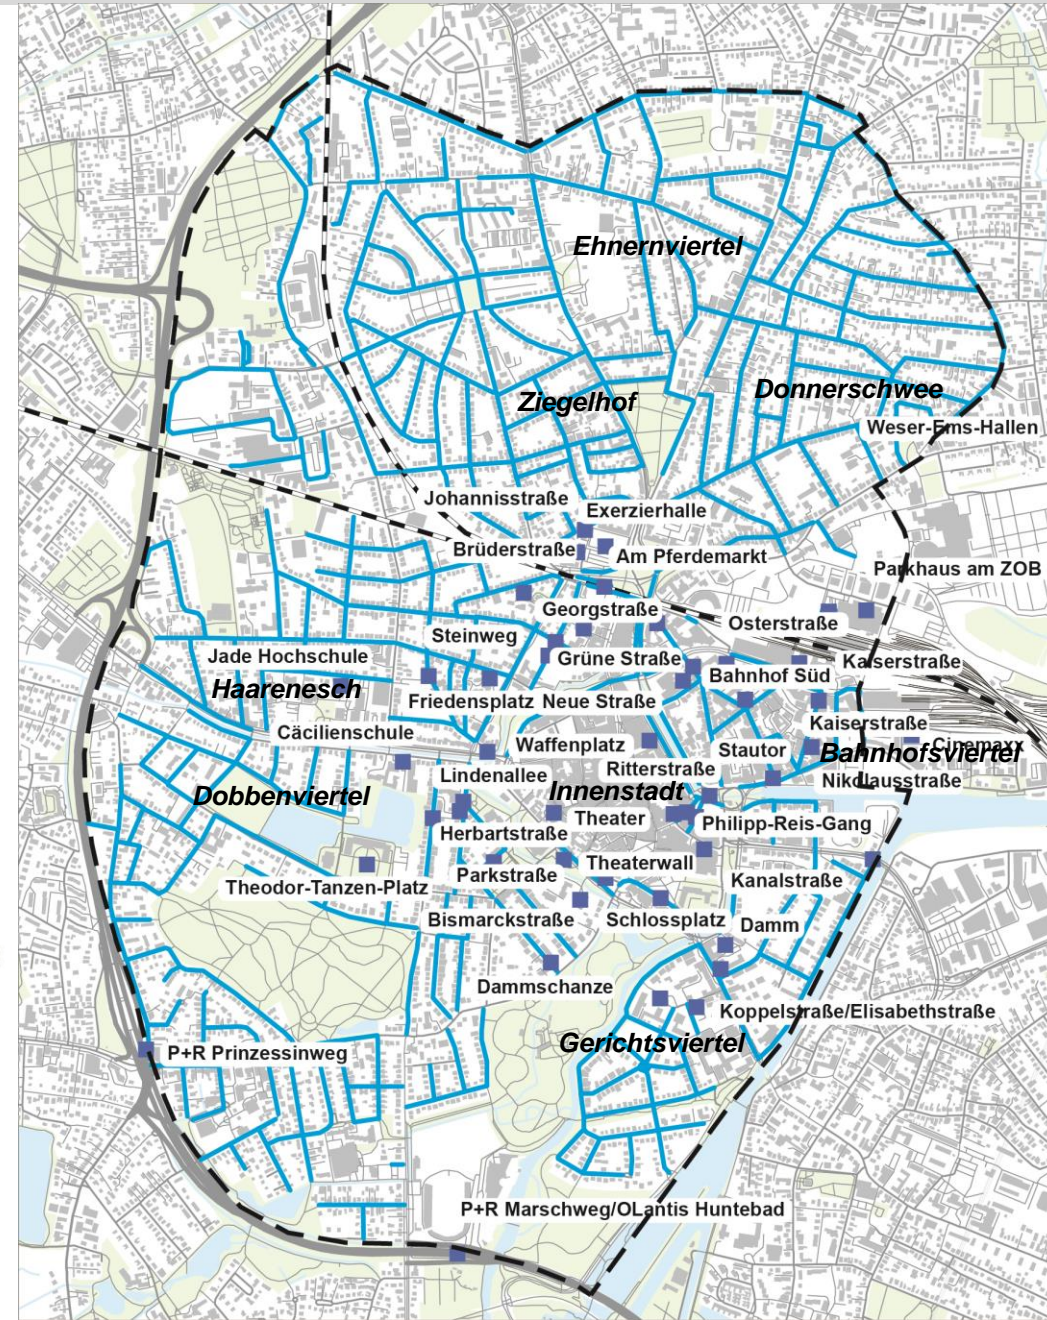 Ehnernviertel
Donnerschwee
Ziegelhof
Weser-Ems-Hallen
Johannisstraße
Exerzierhalle
Brüderstraße
Am Pferdemarkt
Parkhaus am ZOB
Georgstraße
Osterstraße
Steinweg
Jade Hochschule
Grüne Straße
Kaiserstraße
Bahnhof Süd
Haarenesch
Friedensplatz
Neue Straße
Kaiserstraße
Cäcilienschule
Waffenplatz
Stautor
Cinemaxx
Bahnhofsviertel
Lindenallee
Ritterstraße
Nikolausstraße
Dobbenviertel
Innenstadt
Herbartstraße
Theater
Philipp-Reis-Gang
Theaterwall
Parkstraße
Kanalstraße
Theodor-Tanzen-Platz
Bismarckstraße
Schlossplatz
Damm
Dammschanze
Koppelstraße/Elisabethstraße
Gerichtsviertel
P+R Prinzessinweg
P+R Marschweg/OLantis Huntebad